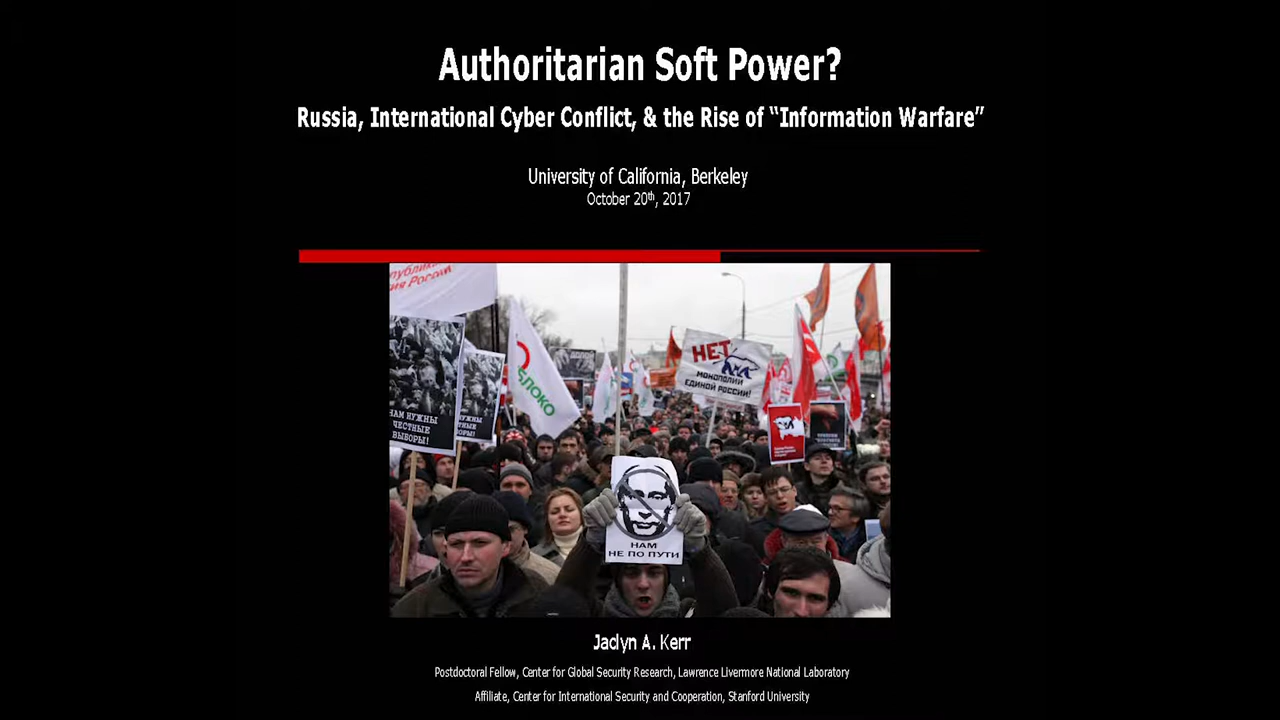 Authoritarian Soft Power?
Russia, International Cyber Conflict, & the Rise of “Information Warfare”
University of California, Berkeley
October 20th, 2017
ия России
НАМ НУЖНЫ
ЧЕСТНЫЕ
ВЫБОРЫ!
НЕТ
МОНОПОЛИИ
ЕДИНОЙ РОССИИ!
НАМ
НЕ ПО ПУТИ
Jaclyn A. Kerr
Postdoctoral Fellow, Center for Global Security Research, Lawrence Livermore National Laboratory
Affiliate, Center for International Security and Cooperation, Stanford University